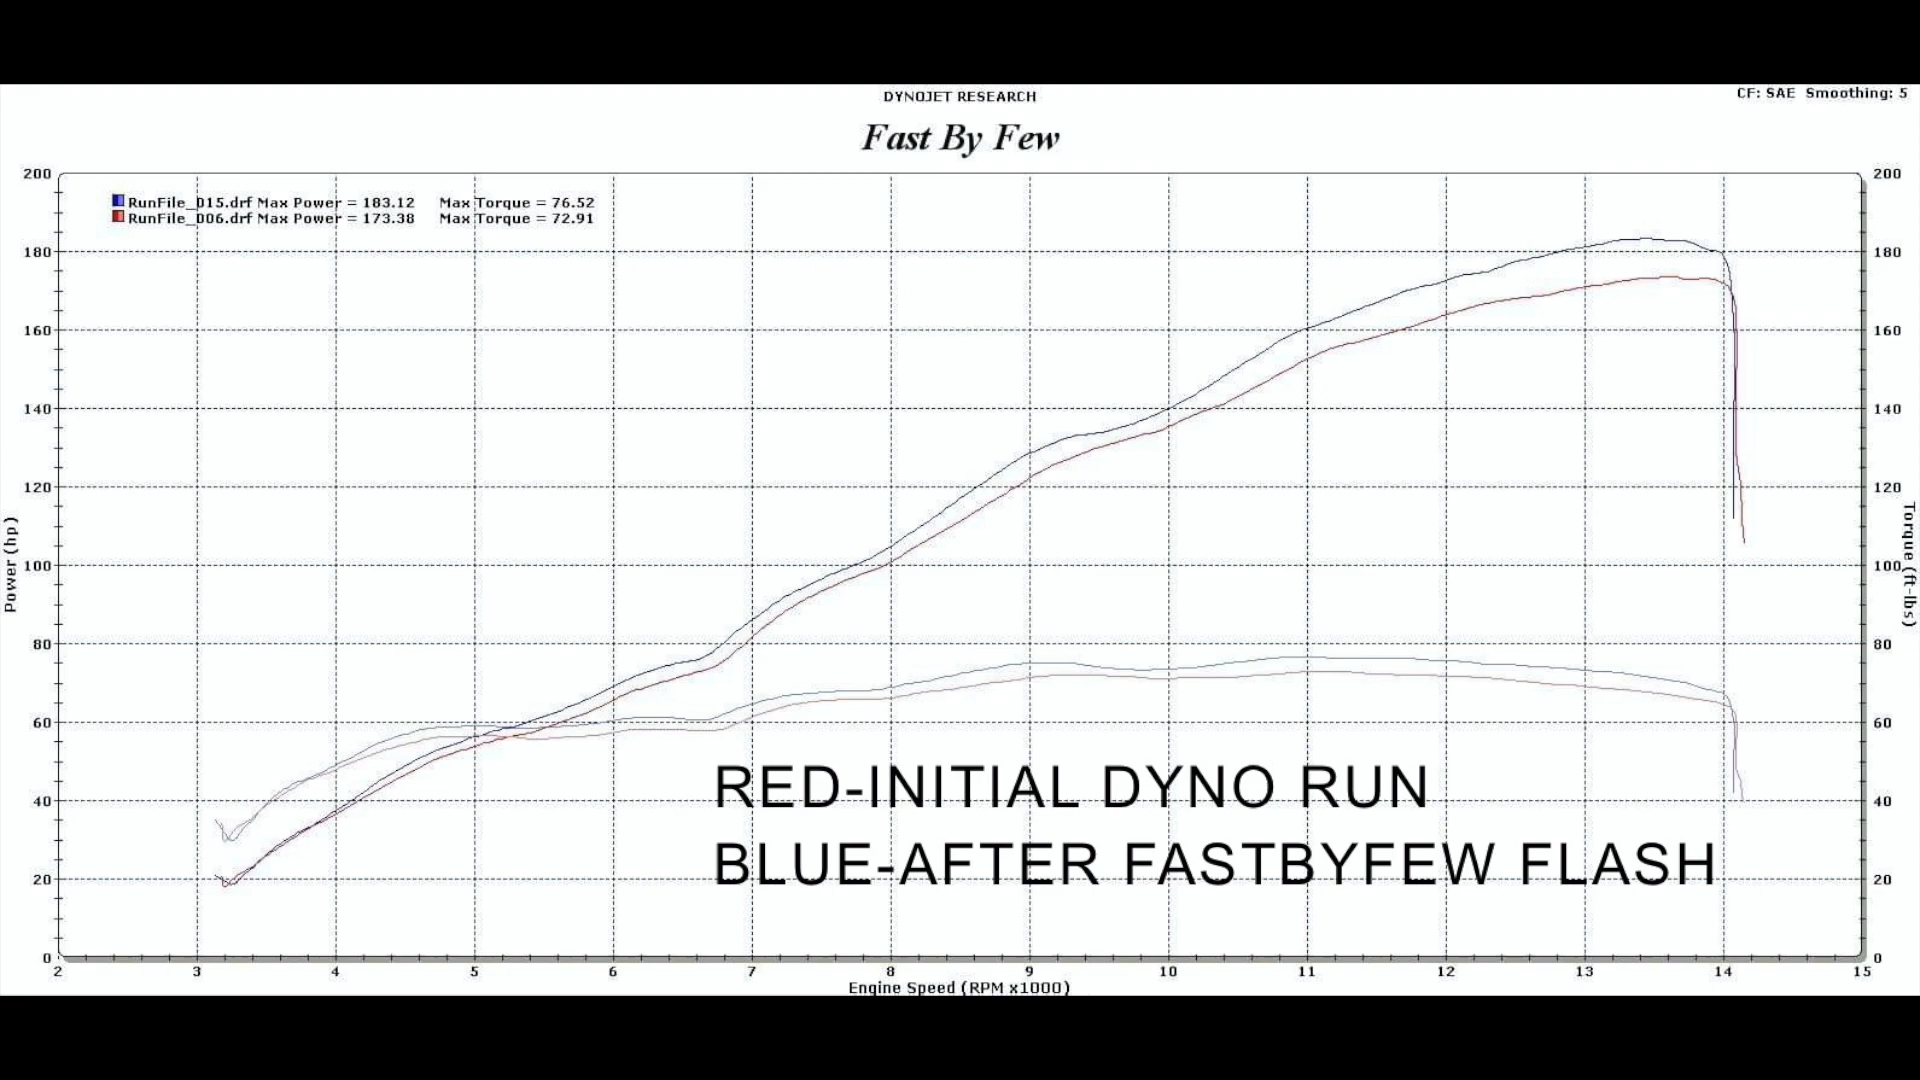 DYNOJET RESEARCH
CF: SAE Smoothing: 5
Fast By Few
RunFile_015.drf Max Power = 183.12 Max Torque = 76.52
RunFile_006.drf Max Power = 173.38 Max Torque = 72.91
200
180
160
140
120
100
80
60
40
20
0
Power (hp)
200
180
160
140
120
100
80
60
40
20
0
Torque (ft-lbs)
RED-INITIAL DYNO RUN
BLUE-AFTER FASTBYFEW FLASH
2 3 4 5 6 7 8 9 10 11 12 13 14 15
Engine Speed (RPM x1000)